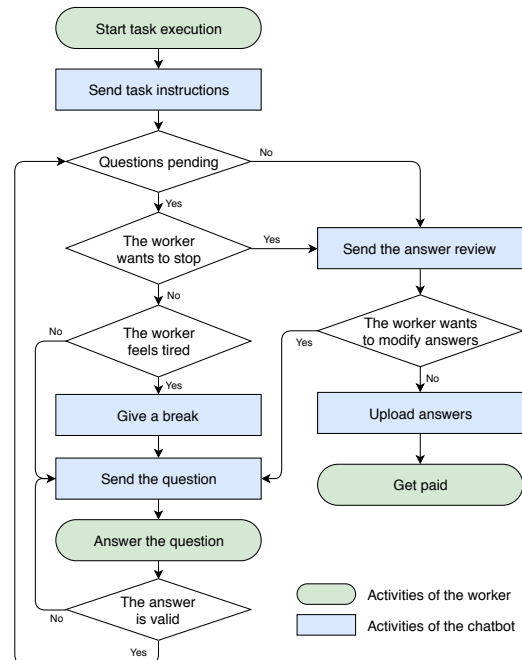 Start task execution
Send task instructions
Questions pending
No
Yes
The worker
wants to stop
Yes
Send the answer review
No
No
The worker
feels tired
The worker wants
to modify answers
Yes
Yes
No
Give a break
Upload answers
Send the question
Get paid
Answer the question
The answer
is valid
No
Yes
Activities of the worker
Activities of the chatbot